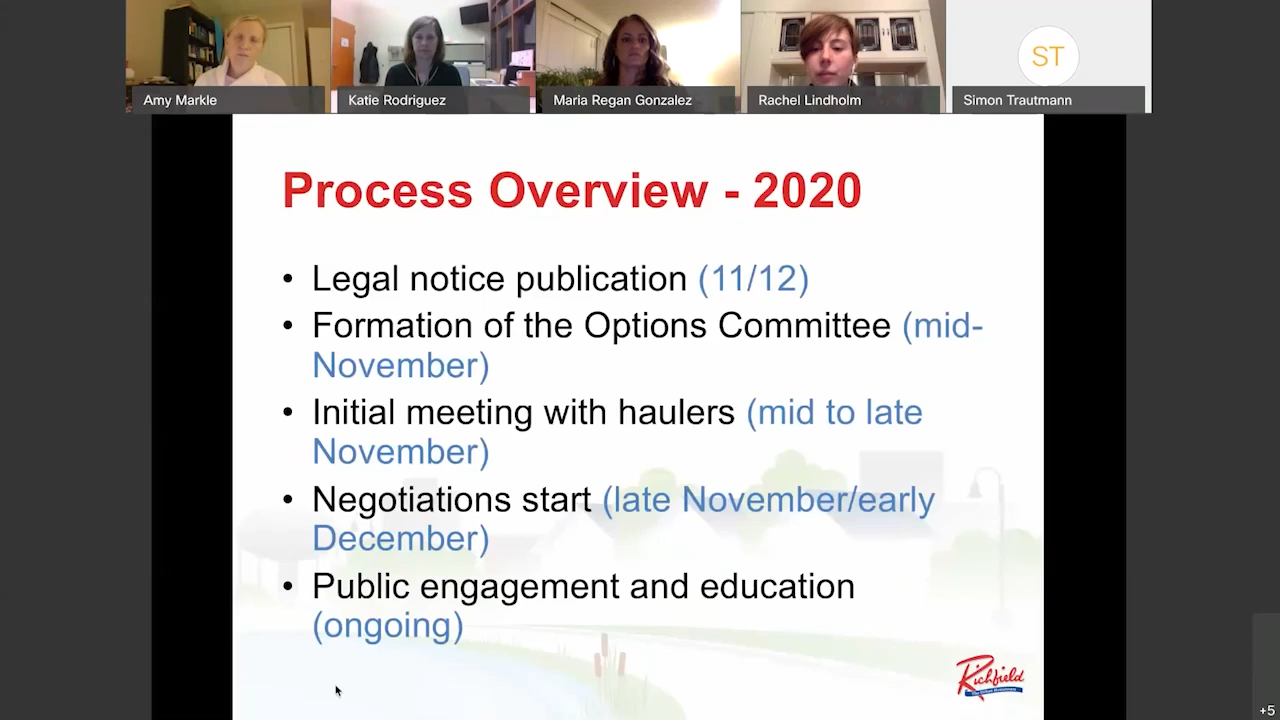 ST
Amy Markle
Katie Rodriguez
Maria Regan Gonzalez
Rachel Lindholm
Simon Trautmann
Process Overview - 2020
• Legal notice publication (11/12)
• Formation of the Options Committee (mid-
November)
• Initial meeting with haulers (mid to late
November)
• Negotiations start (late November/early
December)
• Public engagement and education
(ongoing)
Richfield
+5